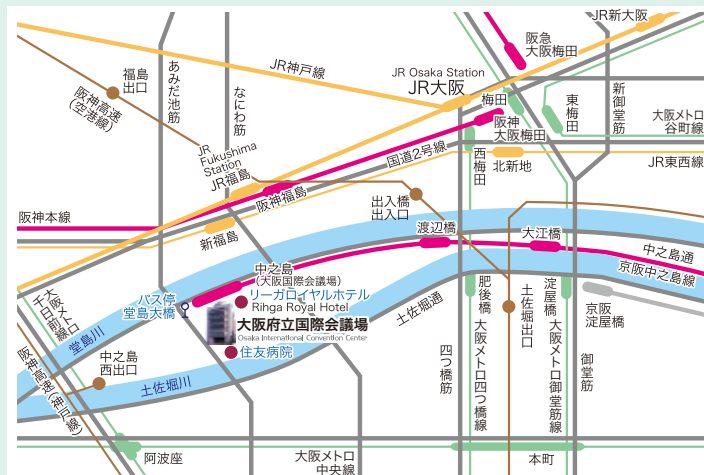 JR新大阪
阪急
大阪梅田
福島
出口
あみだ池筋
なにわ筋
JR神戸線
JR Osaka Station
JR大阪
梅田
東梅田
新御堂筋
阪神高速
(空港線)
大阪メトロ
谷町線
阪神
大阪梅田
JR
Fukushima
Station
JR福島
国道2号線
西梅田
北新地
JR東西線
阪神福島
阪神本線
新福島
出入橋
出入口
渡辺橋
大江橋
中之島通
京阪中之島線
中之島
(大阪国際会議場)
リーガロイヤルホテル
Rihga Royal Hotel
バス停
堂島大橋
大阪府立国際会議場
Osaka International Convention Center
住友病院
土佐堀通
肥後橋
土佐堀出口
淀屋橋
京阪
淀屋橋
大阪メトロ
千日前線
堂島川
中之島
西出口
土佐堀川
阪神高速(神戸線)
四つ橋筋
大阪メトロ四つ橋線
大阪メトロ御堂筋線
御堂筋
阿波座
大阪メトロ
中央線
本町